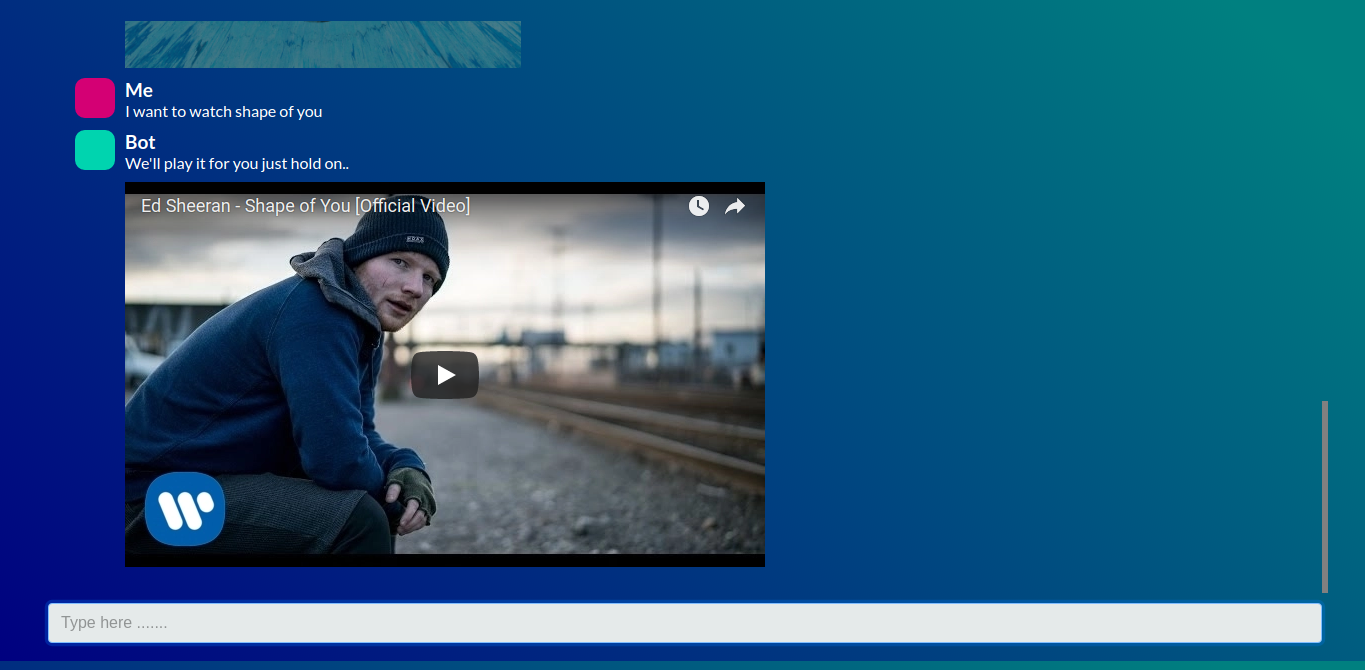 Me
I want to watch shape of you
Bot
We'll play it for you just hold on..
Ed Sheeran - Shape of You [Official Video]
Type here .......